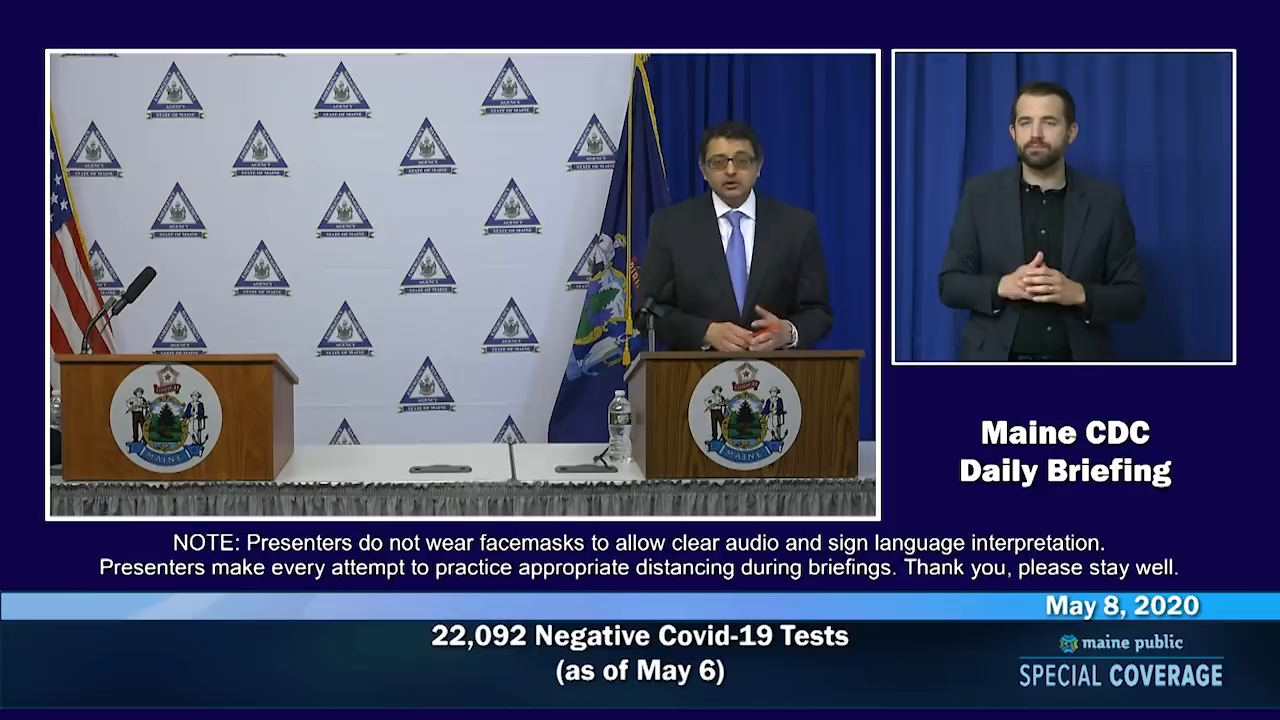 AGENCY
STATE OF MAINE
MAINE
MAINE
Maine CDC
Daily Briefing
NOTE: Presenters do not wear facemasks to allow clear audio and sign language interpretation.
Presenters make every attempt to practice appropriate distancing during briefings. Thank you, please stay well.
May 8, 2020
22,092 Negative Covid-19 Tests
(as of May 6)
maine public
SPECIAL COVERAGE